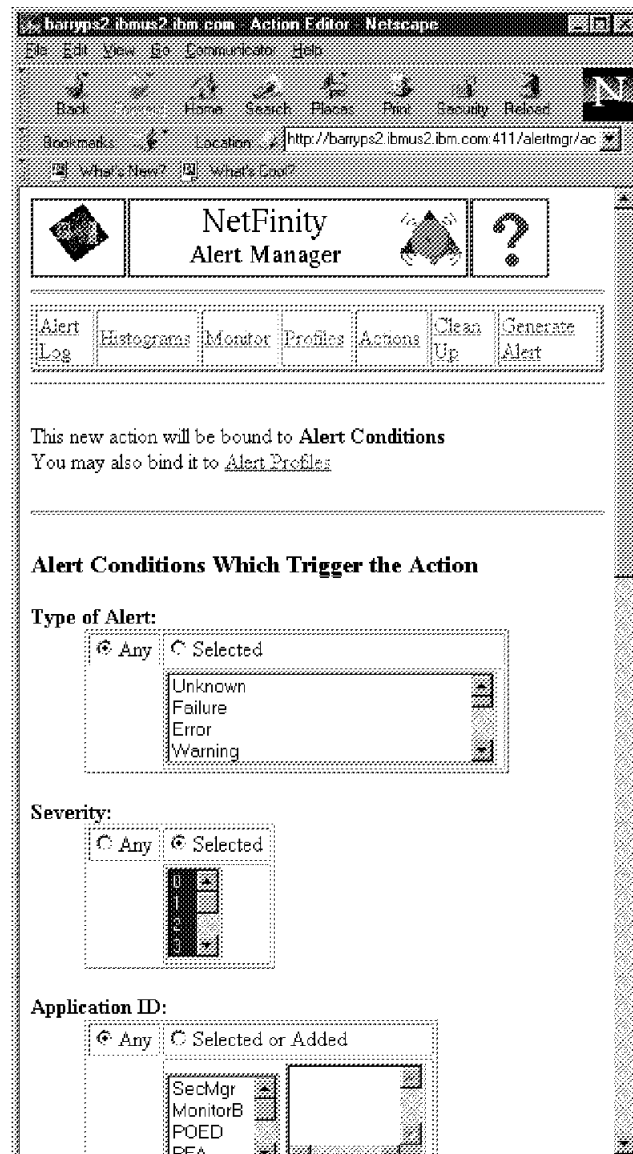 barryps2.ibmus2.ibm.com - Action Editor - Netscape
File Edit View Go Communicator Help
Back Home Search Places Print Security Reload
N
Bookmarks Location: http://barryps2.ibmus2.ibm.com:411/alertmgr/ac
What's New? What's Cool?
NetFinity
Alert Manager
?
Alert Log Histograms Monitor Profiles Actions Clean Up Generate Alert
This new action will be bound to Alert Conditions
You may also bind it to Alert Profiles
Alert Conditions Which Trigger the Action
Type of Alert:
Any Selected
Unknown
Failure
Error
Warning
Severity:
Any Selected
0
1
2
3
Application ID:
Any Selected or Added
SecMgr
MonitorB
POED
PFA